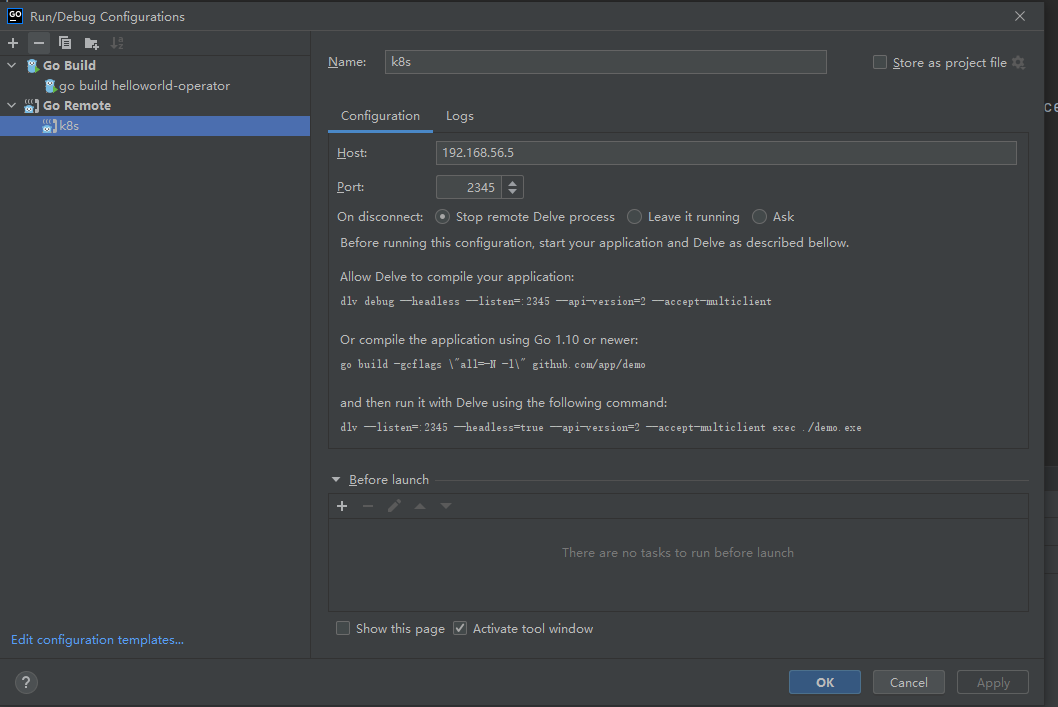 GO Run/Debug Configurations
Go Build
go build helloworld-operator
Go Remote
k8s
Edit configuration templates...
Name: k8s
Store as project file
Configuration Logs
Host: 192.168.56.5
Port: 2345
On disconnect: Stop remote Delve process Leave it running Ask
Before running this configuration, start your application and Delve as described bellow.
Allow Delve to compile your application:
dlv debug --headless --listen=:2345 --api-version=2 --accept-multiclient
Or compile the application using Go 1.10 or newer:
go build -gcflags \"all=-N -l\" github.com/app/demo
and then run it with Delve using the following command:
dlv --listen=:2345 --headless=true --api-version=2 --accept-multiclient exec ./demo.exe
Before launch
There are no tasks to run before launch
Show this page Activate tool window
? OK Cancel Apply